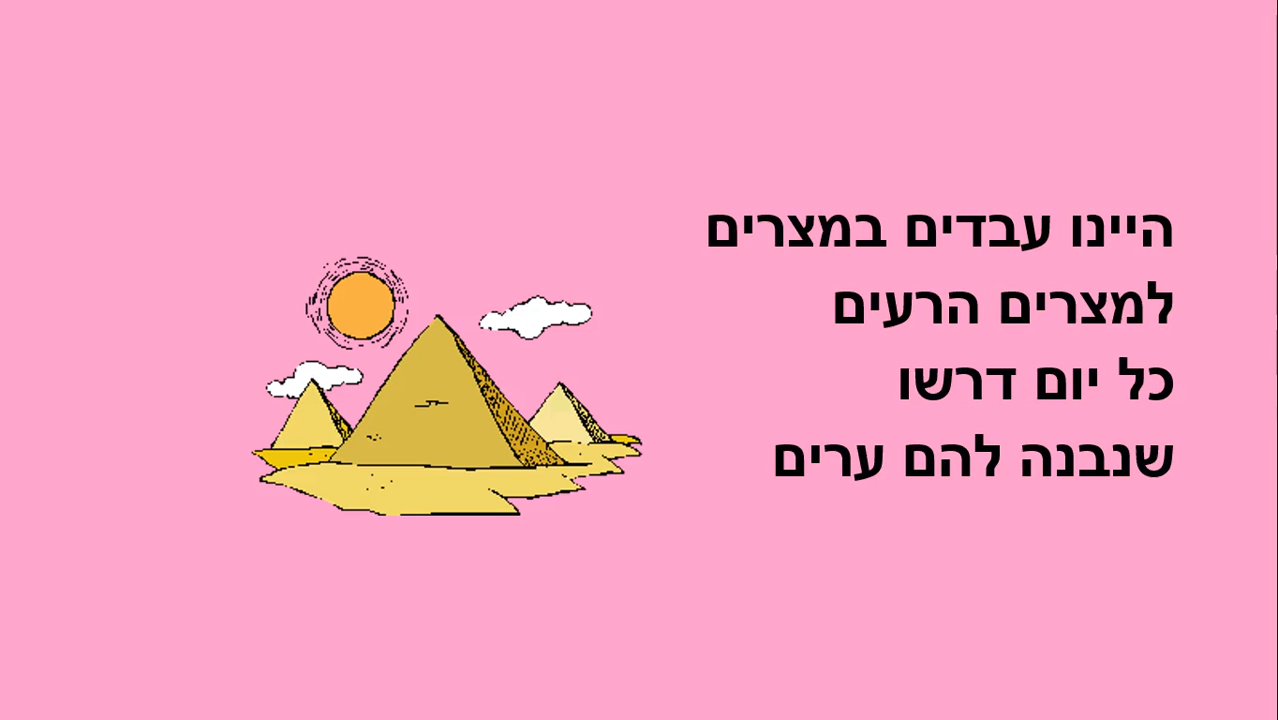 היינו עבדים במצרים
למצרים הרעים
כל יום דרשו
שנבנה להם ערים